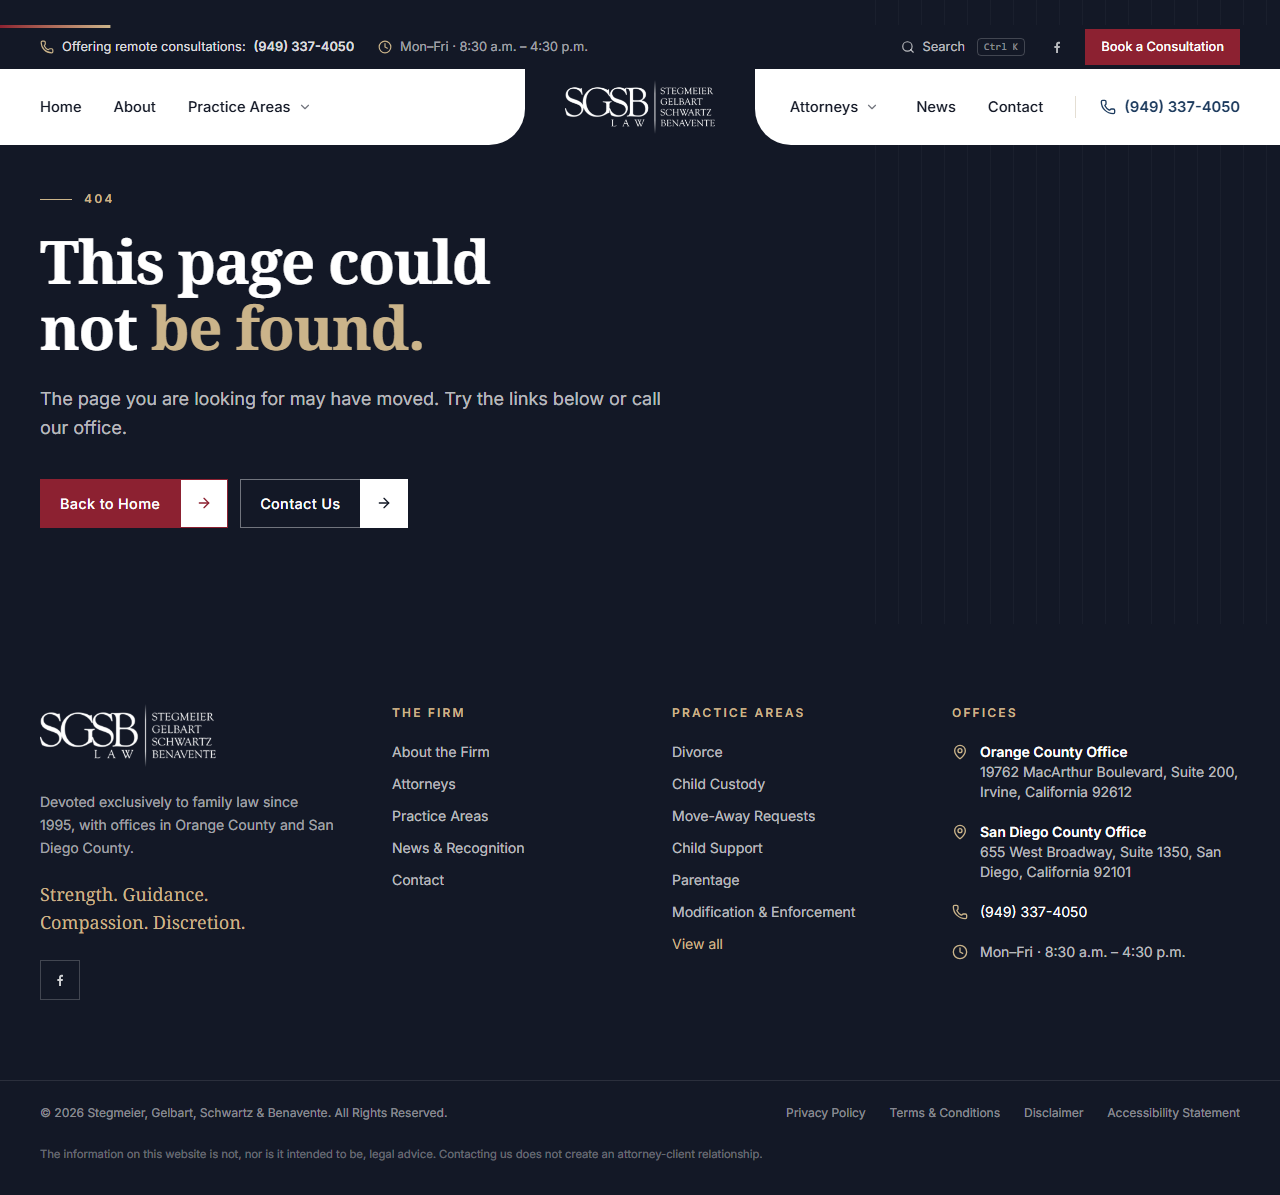 Offering remote consultations: (949) 337-4050
Mon–Fri · 8:30 a.m. – 4:30 p.m.
Search
Ctrl K
Book a Consultation
Home
About
Practice Areas
SGSB
LAW
STEGMEIER
GELBART
SCHWARTZ
BENAVENTE
Attorneys
News
Contact
(949) 337-4050
404
This page could
not be found.
The page you are looking for may have moved. Try the links below or call
our office.
Back to Home
Contact Us
SGSB
LAW
STEGMEIER
GELBART
SCHWARTZ
BENAVENTE
Devoted exclusively to family law since
1995, with offices in Orange County and San
Diego County.
Strength. Guidance.
Compassion. Discretion.
THE FIRM
About the Firm
Attorneys
Practice Areas
News & Recognition
Contact
PRACTICE AREAS
Divorce
Child Custody
Move-Away Requests
Child Support
Parentage
Modification & Enforcement
View all
OFFICES
Orange County Office
19762 MacArthur Boulevard, Suite 200,
Irvine, California 92612
San Diego County Office
655 West Broadway, Suite 1350, San
Diego, California 92101
(949) 337-4050
Mon–Fri · 8:30 a.m. – 4:30 p.m.
© 2026 Stegmeier, Gelbart, Schwartz & Benavente. All Rights Reserved.
Privacy Policy
Terms & Conditions
Disclaimer
Accessibility Statement
The information on this website is not, nor is it intended to be, legal advice. Contacting us does not create an attorney-client relationship.